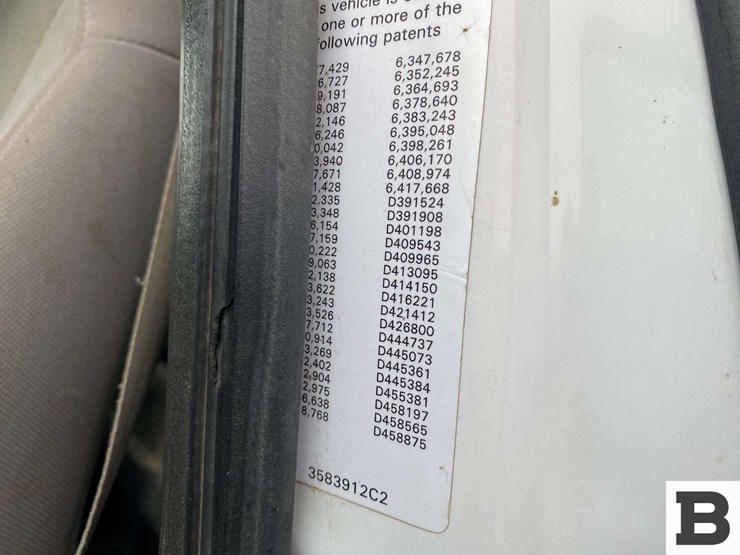 s vehicle is
one or more of the
ollowing patents
7,429 6,347,678
6,727 6,352,245
9,191 6,364,693
8,087 6,378,640
2,146 6,383,243
6,246 6,395,048
0,042 6,398,261
3,940 6,406,170
7,671 6,408,974
1,428 6,417,668
2,335 D391524
3,348 D391908
6,154 D401198
7,159 D409543
0,222 D409965
9,063 D413095
2,138 D414150
3,622 D416221
3,243 D421412
3,526 D426800
7,712 D444737
0,914 D445073
3,269 D445361
2,402 D445384
2,904 D455381
2,975 D458197
6,638 D458565
8,768 D458875
3583912C2
B